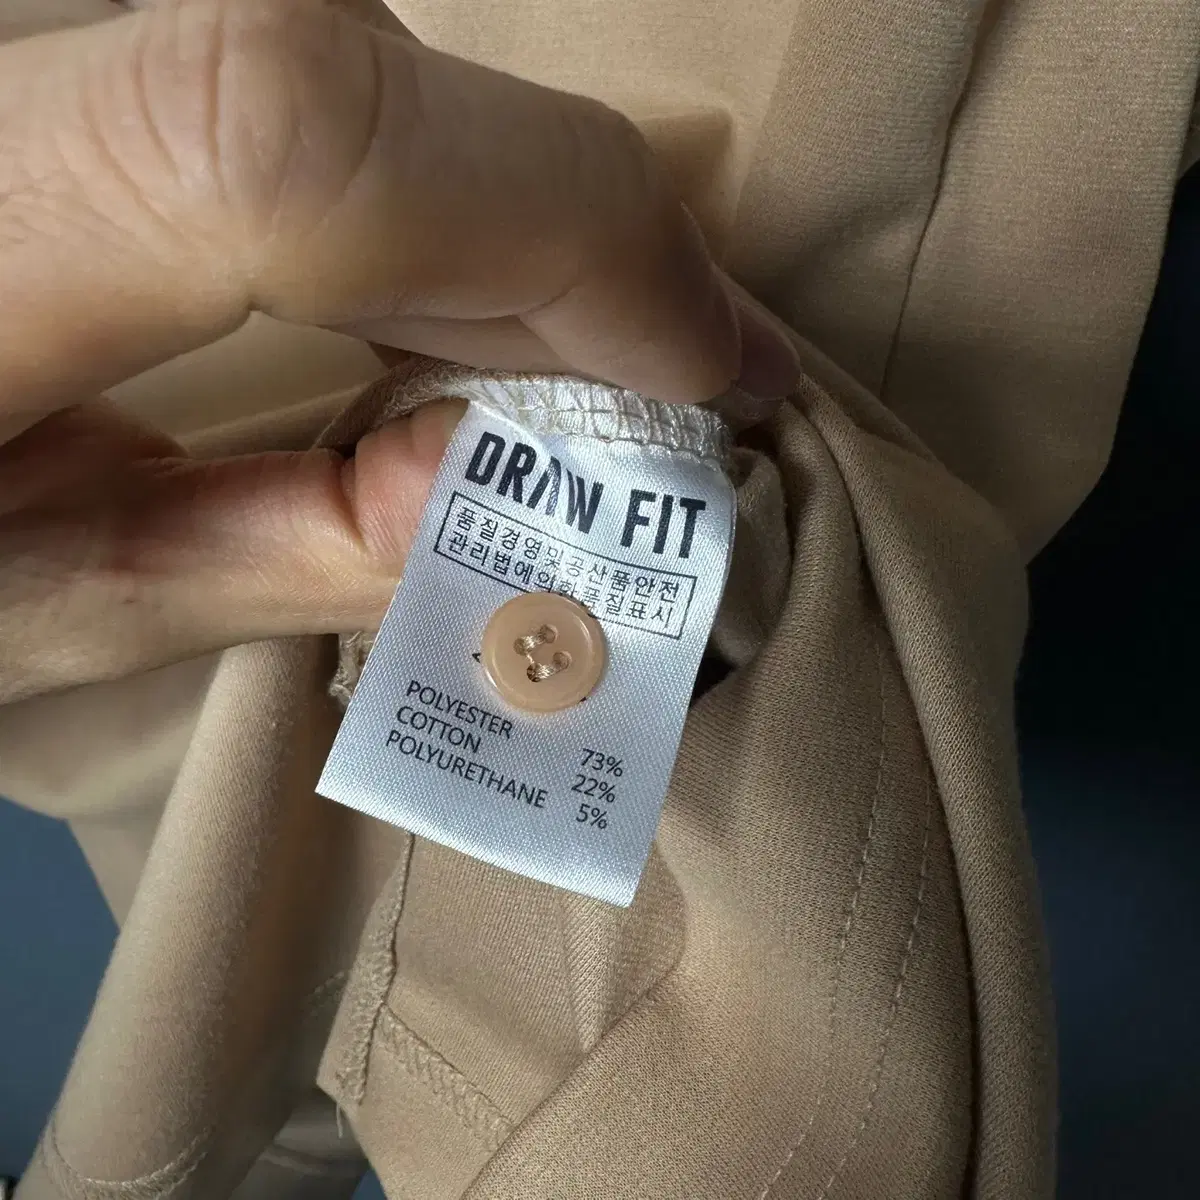 DRAW FIT
품질경영및공산품안전
관리법에의한품질표시
POLYESTER 73%
COTTON 22%
POLYURETHANE 5%